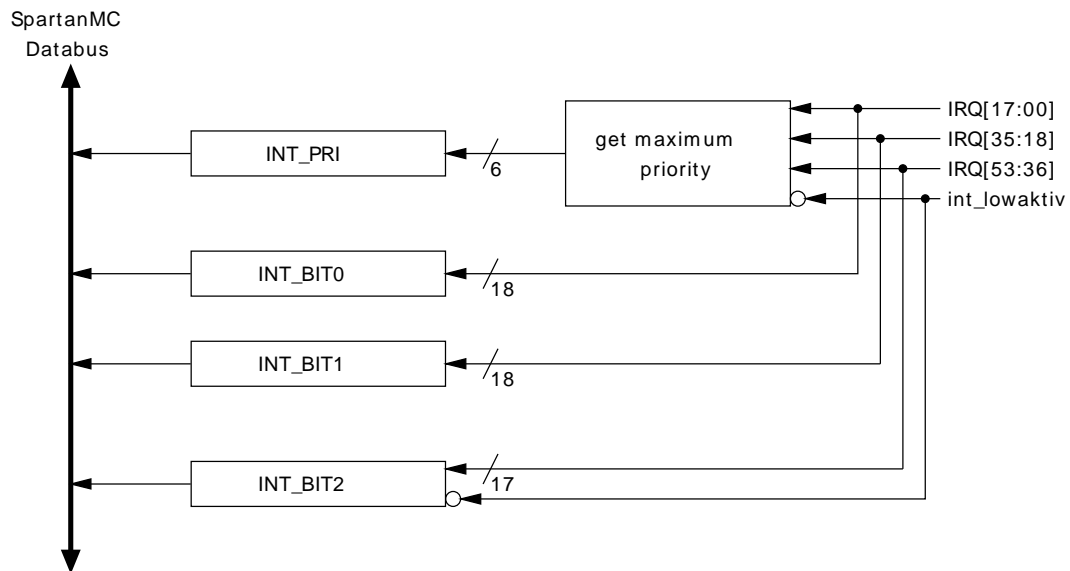 SpartanMC
Databus
IRQ[17:00]
get maximum
priority
IRQ[35:18]
INT_PRI
6
IRQ[53:36]
int_lowaktiv
INT_BIT0
18
INT_BIT1
18
INT_BIT2
17